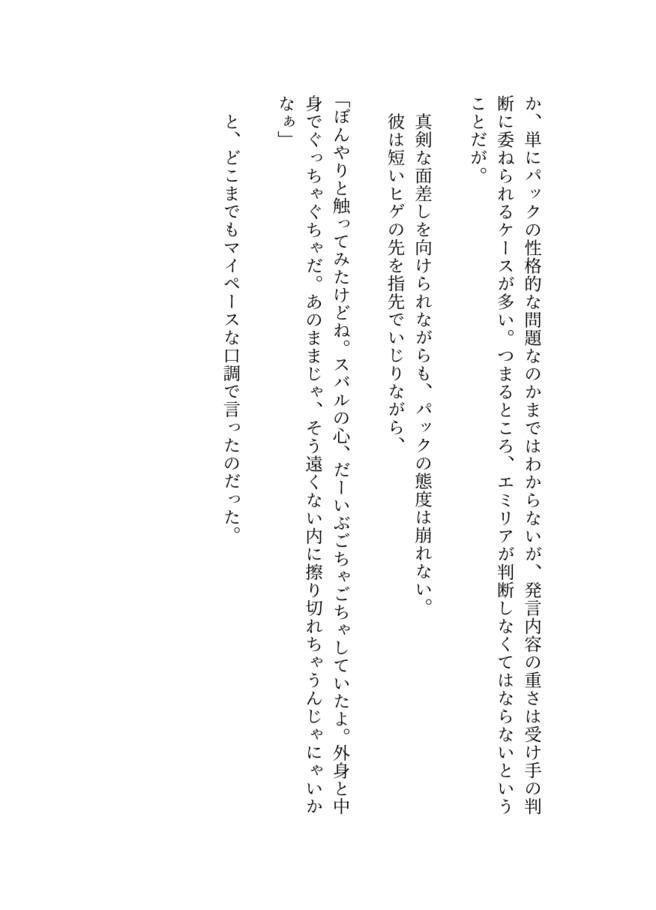 か、単にパックの性格的な問題なのかまではわからないが、発言内容の重さは受け手の判
断に委ねられるケースが多い。つまるところ、エミリアが判断しなくてはならないという
ことだが。
真剣な面差しを向けられながらも、パックの態度は崩れない。
彼は短いヒゲの先を指先でいじりながら、
「ぼんやりと触ってみたけどね。スバルの心、だーいぶごちゃごちゃしていたよ。外身と中
身でぐっちゃぐちゃだ。あのままじゃ、そう遠くない内に擦り切れちゃうんじゃにゃいか
なぁ」
と、どこまでもマイペースな口調で言ったのだった。